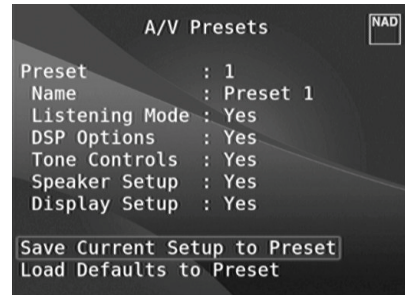 A/V Presets
NAD
Preset : 1
Name : Preset 1
Listening Mode : Yes
DSP Options : Yes
Tone Controls : Yes
Speaker Setup : Yes
Display Setup : Yes
Save Current Setup to Preset
Load Defaults to Preset